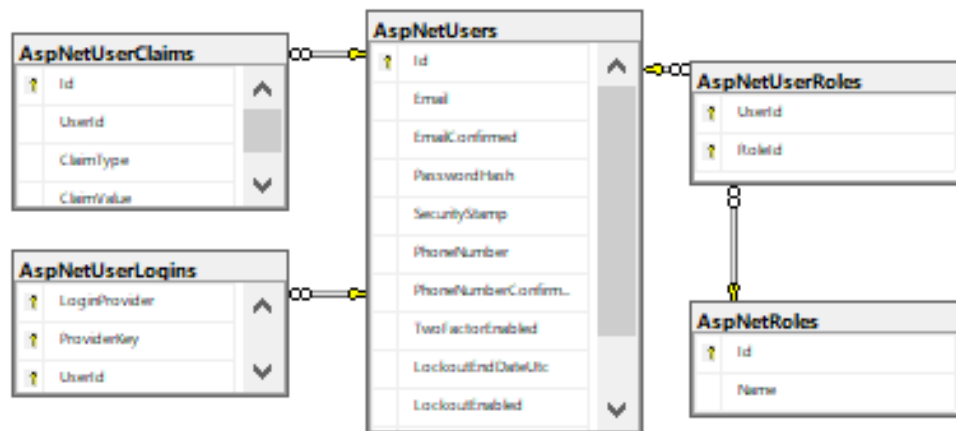 AspNetUserClaims
Id
UserId
ClaimType
ClaimValue
AspNetUserLogins
LoginProvider
ProviderKey
UserId
AspNetUsers
Id
Email
EmailConfirmed
PasswordHash
SecurityStamp
PhoneNumber
PhoneNumberConfirm...
TwoFactorEnabled
LockoutEndDateUtc
LockoutEnabled
AspNetUserRoles
UserId
RoleId
AspNetRoles
Id
Name